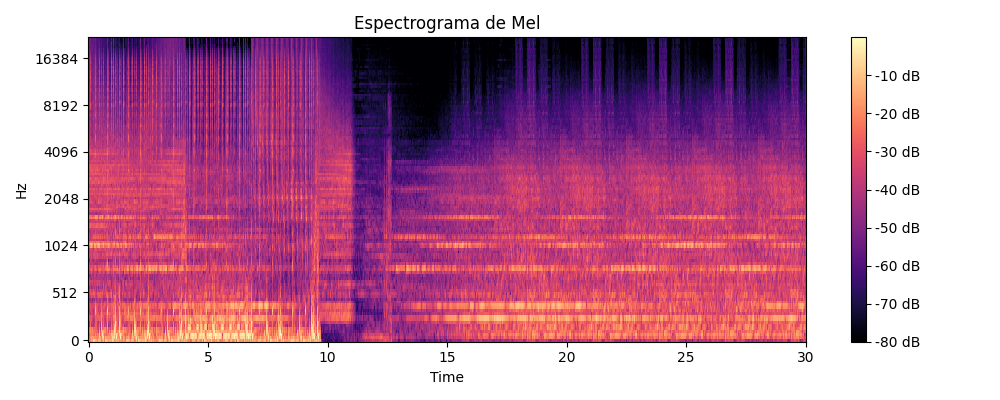 Espectrograma de Mel
16384
8192
4096
2048
1024
512
0
Hz
0 5 10 15 20 25 30
Time
-10 dB
-20 dB
-30 dB
-40 dB
-50 dB
-60 dB
-70 dB
-80 dB